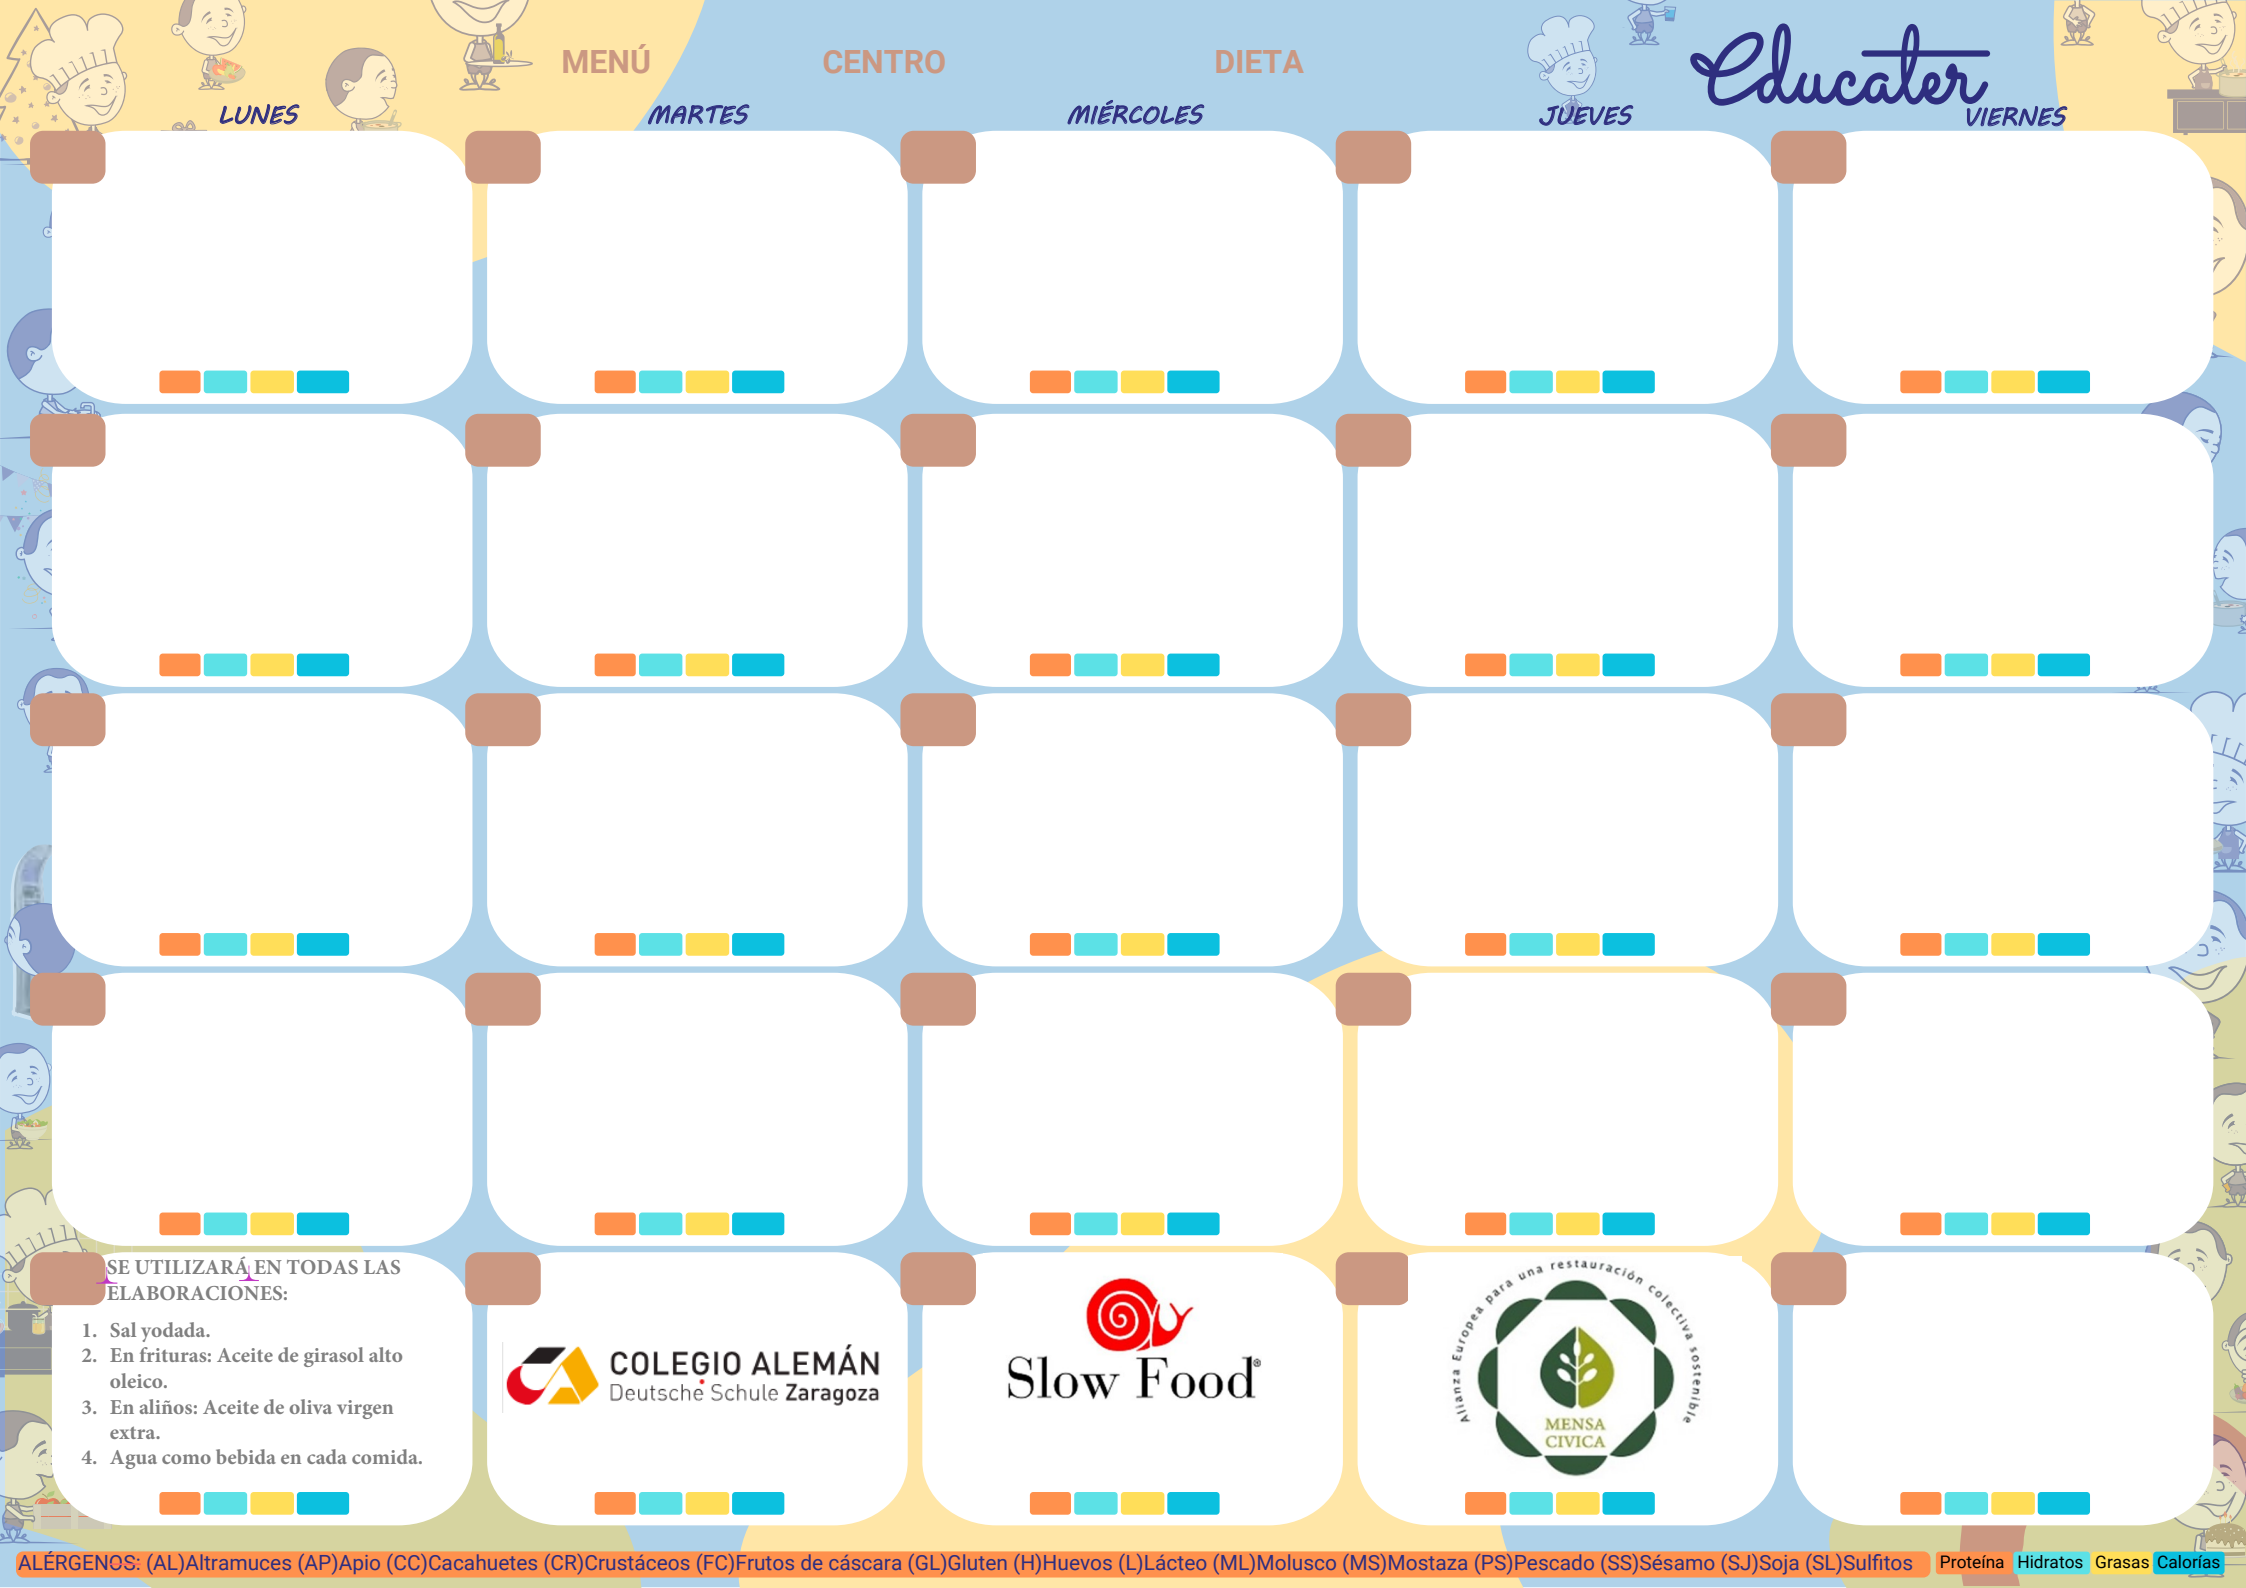 MENÚ CENTRO DIETA Educater
LUNES MARTES MIÉRCOLES JUEVES VIERNES
SE UTILIZARÁ EN TODAS LAS
ELABORACIONES:
1. Sal yodada.
2. En frituras: Aceite de girasol alto
oleico.
3. En aliños: Aceite de oliva virgen
extra.
4. Agua como bebida en cada comida.
COLEGIO ALEMÁN
Deutsche Schule Zaragoza
Slow Food®
Alianza Europea para una restauración colectiva sostenible
MENSA
CIVICA
ALÉRGENOS: (AL)Altramuces (AP)Apio (CC)Cacahuetes (CR)Crustáceos (FC)Frutos de cáscara (GL)Gluten (H)Huevos (L)Lácteo (ML)Molusco (MS)Mostaza (PS)Pescado (SS)Sésamo (SJ)Soja (SL)Sulfitos Proteína Hidratos Grasas Calorías